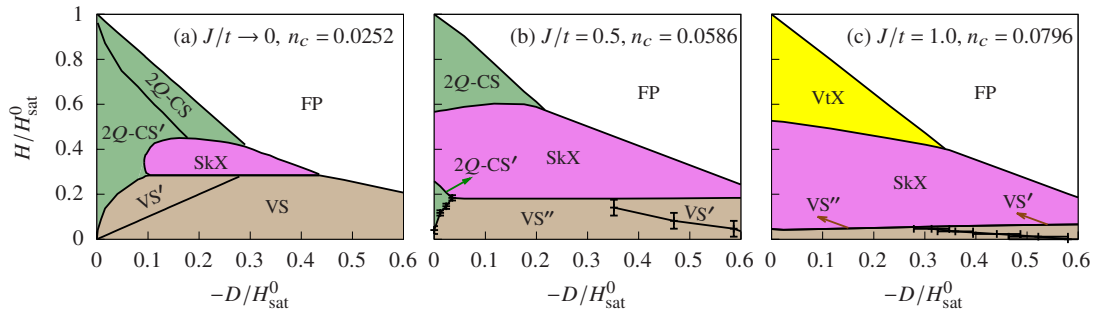 (a) J/t → 0, n_c = 0.0252
(b) J/t = 0.5, n_c = 0.0586
(c) J/t = 1.0, n_c = 0.0796
H/H⁰sat
1
0.8
0.6
0.4
0.2
0
2Q-CS
2Q-CS′
FP
SkX
VS′
VS
0 0.1 0.2 0.3 0.4 0.5 0.6
−D/H⁰sat
2Q-CS
FP
SkX
2Q-CS′
VS″
VS′
0 0.1 0.2 0.3 0.4 0.5 0.6
−D/H⁰sat
VtX
FP
SkX
VS″
VS′
0 0.1 0.2 0.3 0.4 0.5 0.6
−D/H⁰sat